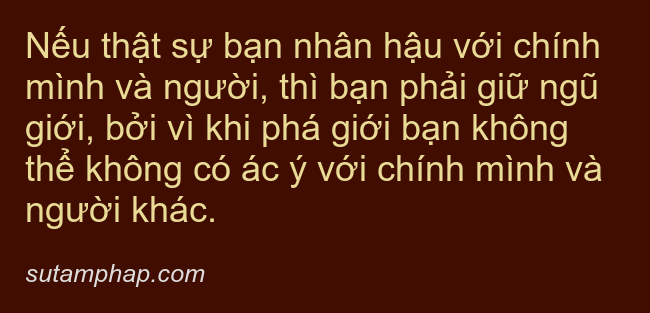 Nếu thật sự bạn nhân hậu với chính
mình và người, thì bạn phải giữ ngũ
giới, bởi vì khi phá giới bạn không
thể không có ác ý với chính mình và
người khác.
sutamphap.com